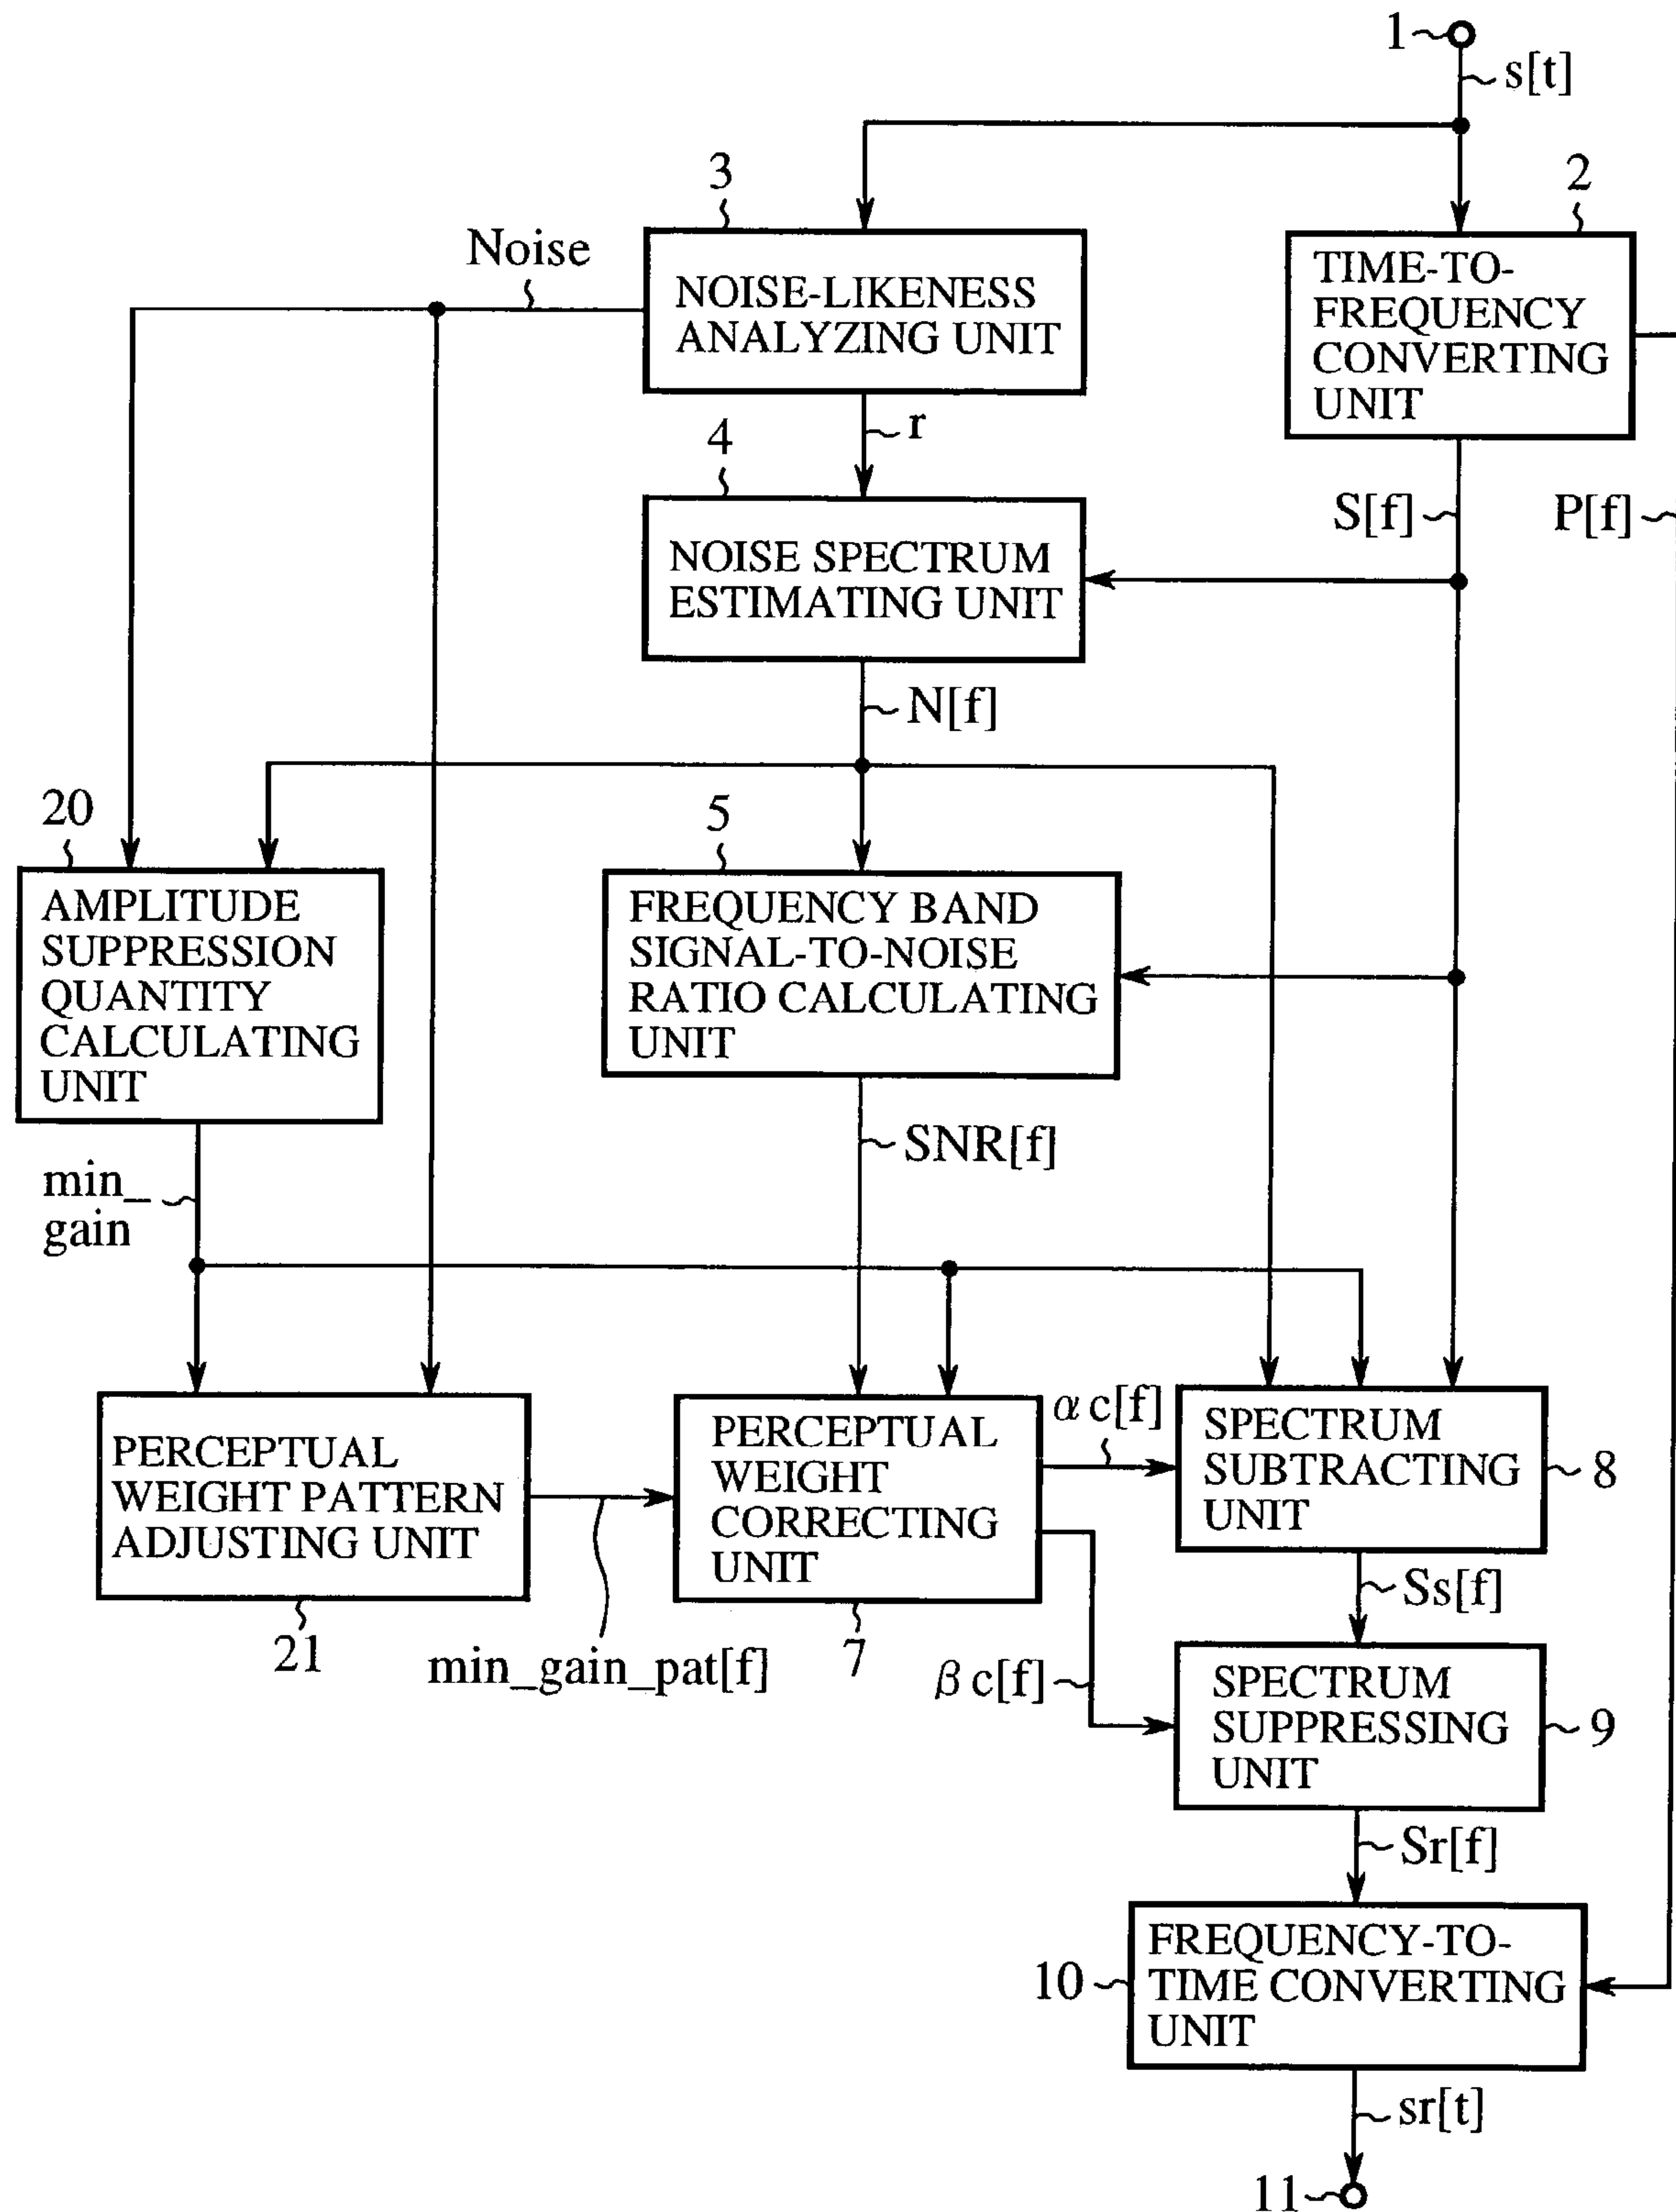 1
s[t]
3
2
Noise
NOISE-LIKENESS
ANALYZING UNIT
TIME-TO-
FREQUENCY
CONVERTING
UNIT
r
4
S[f]
P[f]
NOISE SPECTRUM
ESTIMATING UNIT
N[f]
20
5
AMPLITUDE
SUPPRESSION
QUANTITY
CALCULATING
UNIT
FREQUENCY BAND
SIGNAL-TO-NOISE
RATIO CALCULATING
UNIT
SNR[f]
min_
gain
PERCEPTUAL
WEIGHT PATTERN
ADJUSTING UNIT
21
min_gain_pat[f]
PERCEPTUAL
WEIGHT
CORRECTING
UNIT
7
αc[f]
βc[f]
SPECTRUM
SUBTRACTING
UNIT
8
Ss[f]
SPECTRUM
SUPPRESSING
UNIT
9
Sr[f]
10
FREQUENCY-TO-
TIME CONVERTING
UNIT
sr[t]
11